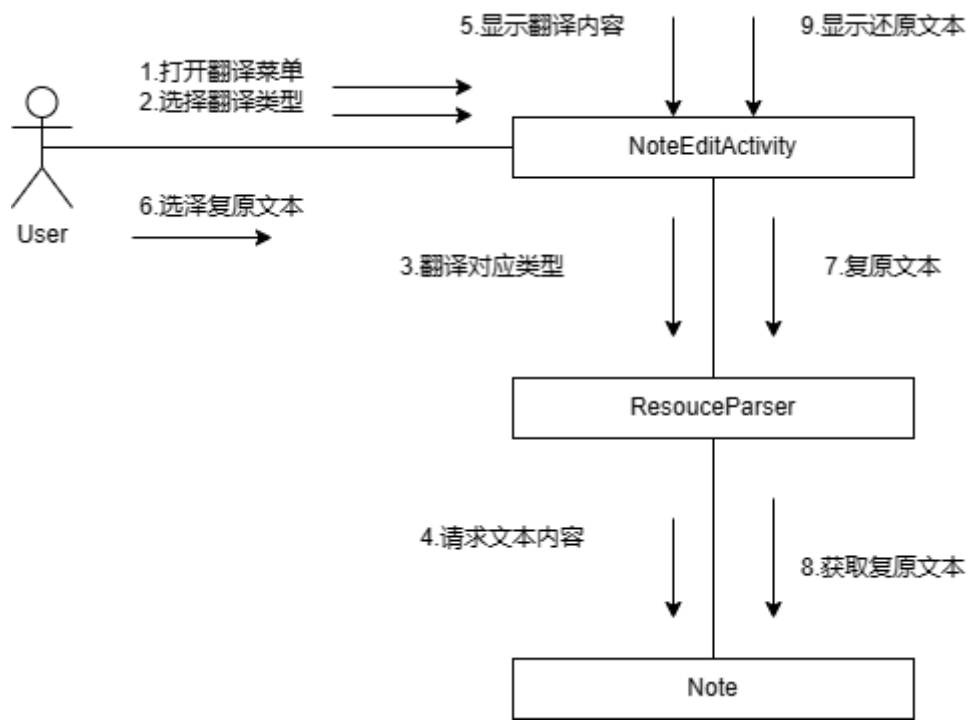 5.显示翻译内容
9.显示还原文本
1.打开翻译菜单
2.选择翻译类型
NoteEditActivity
User
6.选泽复原文本
3.翻译对应类型
7.复原文本
ResouceParser
4.请求文本内容
8.获取复原文本
Note